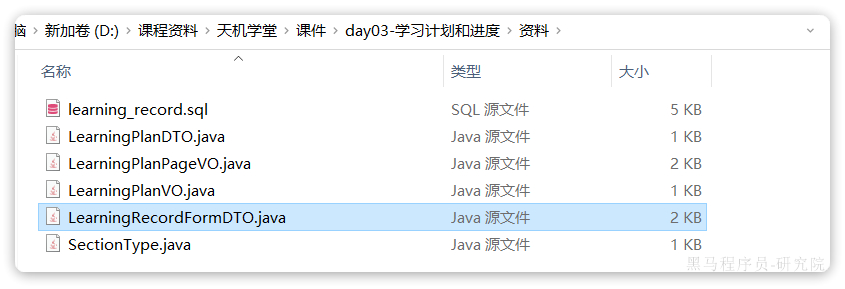 脑 > 新加卷 (D:) > 课程资料 > 天机学堂 > 课件 > day03-学习计划和进度 > 资料 >
名称 类型 大小
learning_record.sql SQL 源文件 5 KB
LearningPlanDTO.java Java 源文件 1 KB
LearningPlanPageVO.java Java 源文件 2 KB
LearningPlanVO.java Java 源文件 1 KB
LearningRecordFormDTO.java Java 源文件 2 KB
SectionType.java Java 源文件 1 KB
黑马程序员-研究院